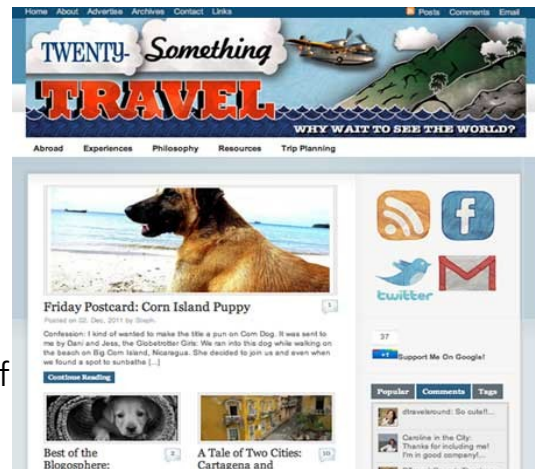 Home About Advertise Archives Contact Links
Posts Comments Email
TWENTY- Something
TRAVEL
WHY WAIT TO SEE THE WORLD?
Abroad Experiences Philosophy Resources Trip Planning
Friday Postcard: Corn Island Puppy
1
Posted on 02. Dec, 2011 by Steph.
Confession: I kind of wanted to make the title a pun on Corn Dog. It was sent to
me by Dani and Jess, the Globetrotter Girls: We ran into this dog while walking on
the beach on Big Corn Island, Nicaragua. She decided to join us and even when
we found a spot to sunbathe [...]
Continue Reading
f
Best of the
Blogosphere:
2
A Tale of Two Cities:
Cartagena and
10
f
twitter
M
37
+1 Support Me On Google!
Popular Comments Tags
dtravelsround: So cute!!...
Caroline in the City:
Thanks for including me!
I'm in good company!...